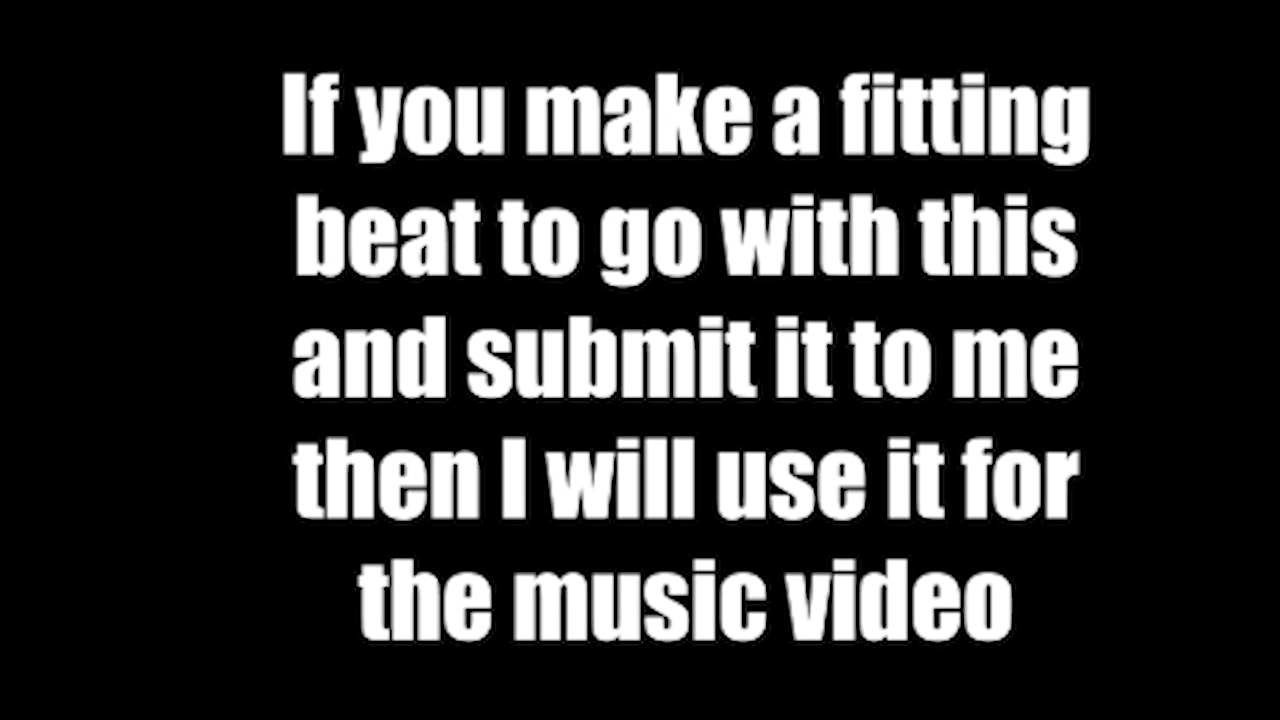 If you make a fitting
beat to go with this
and submit it to me
then I will use it for
the music video